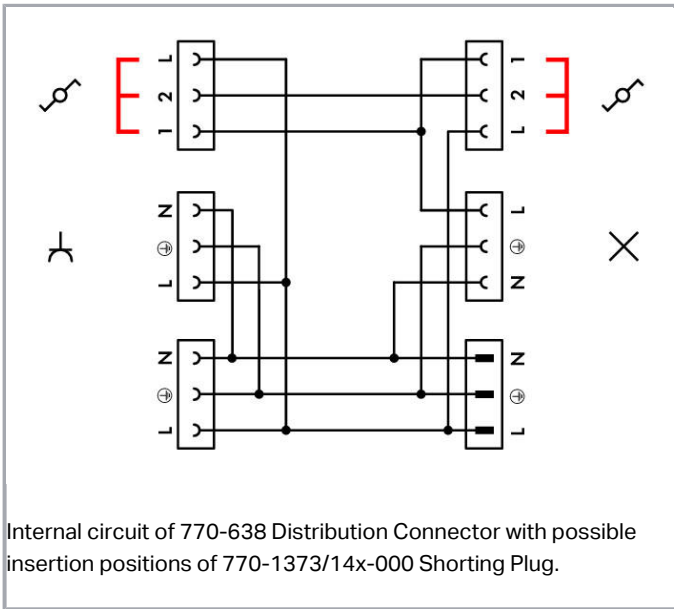 L 1
2 2
1 L
N L
⏚ ⏚
L N
N N
⏚ ⏚
L L
Internal circuit of 770-638 Distribution Connector with possible
insertion positions of 770-1373/14x-000 Shorting Plug.